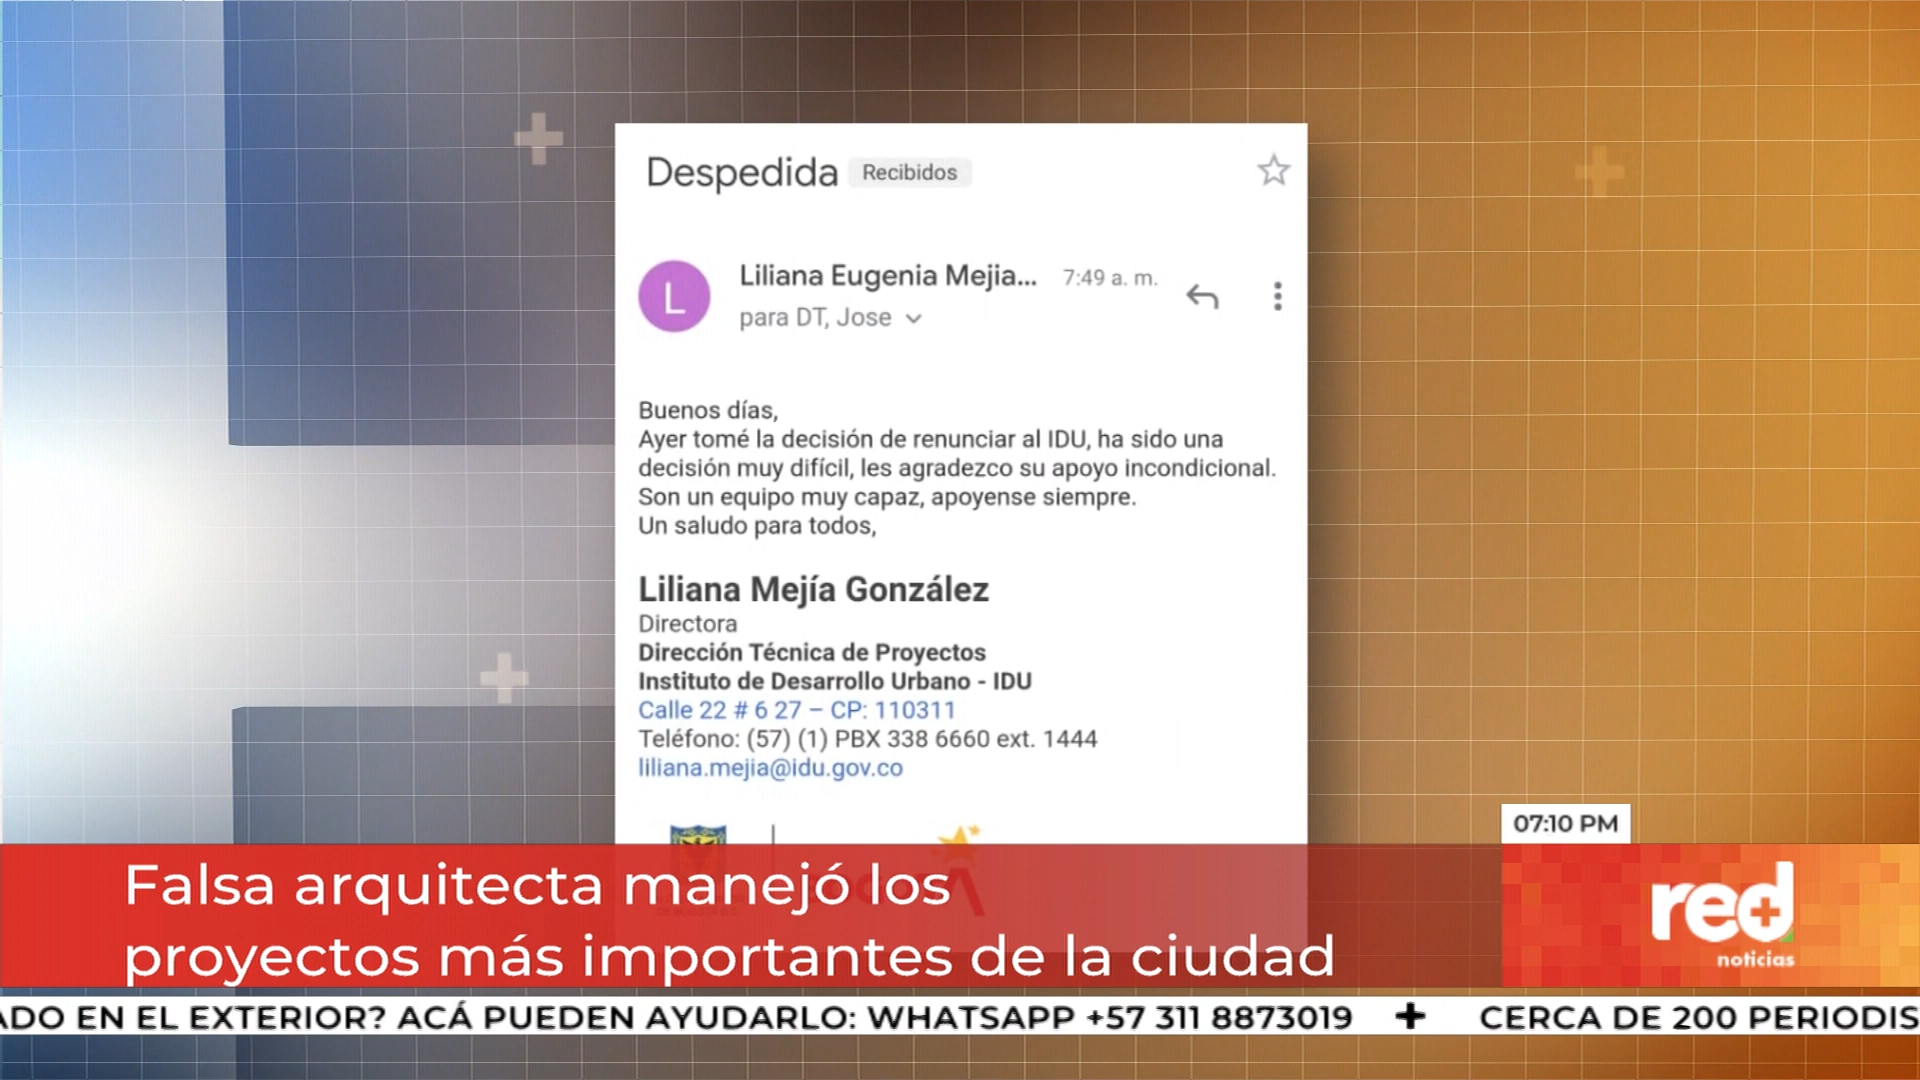 Despedida Recibidos
L
Liliana Eugenia Mejia... 7:49 a. m.
para DT, Jose
Buenos días,
Ayer tomé la decisión de renunciar al IDU, ha sido una
decisión muy difícil, les agradezco su apoyo incondicional.
Son un equipo muy capaz, apoyense siempre.
Un saludo para todos,
Liliana Mejía González
Directora
Dirección Técnica de Proyectos
Instituto de Desarrollo Urbano - IDU
Calle 22 # 6 27 – CP: 110311
Teléfono: (57) (1) PBX 338 6660 ext. 1444
liliana.mejia@idu.gov.co
07:10 PM
Falsa arquitecta manejó los
proyectos más importantes de la ciudad
red+
noticias
ADO EN EL EXTERIOR? ACÁ PUEDEN AYUDARLO: WHATSAPP +57 311 8873019 + CERCA DE 200 PERIODIS